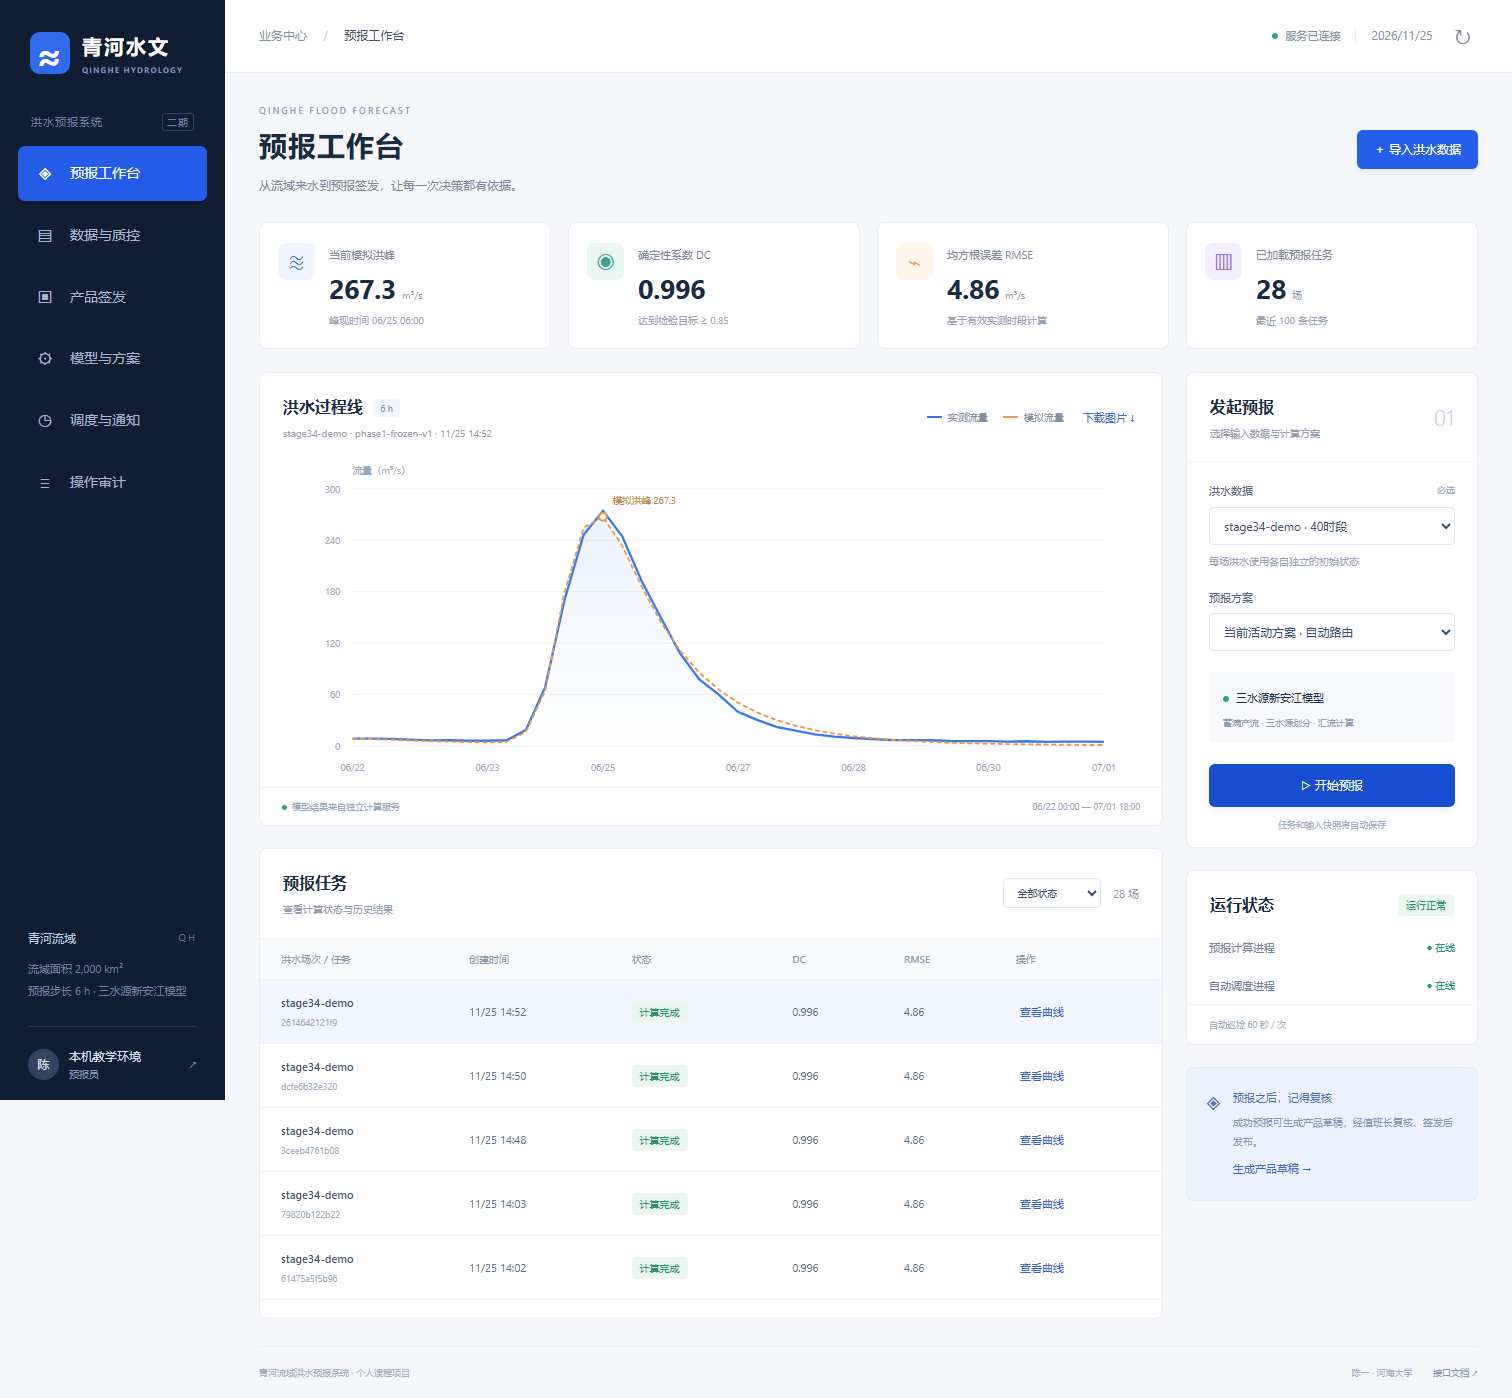 青河水文
QINGHE HYDROLOGY
洪水预报系统 二期
预报工作台
数据与质控
产品签发
模型与方案
调度与通知
操作审计
青河流域 QH
流域面积 2,000 km²
预报步长 6 h · 三水源新安江模型
陈 本机教学环境 ↗
预报员
业务中心 / 预报工作台
服务已连接 2026/11/25
QINGHE FLOOD FORECAST
预报工作台
从流域来水到预报签发，让每一次决策都有依据。
+ 导入洪水数据
当前模拟洪峰
267.3 m³/s
峰现时间 06/25 06:00
确定性系数 DC
0.996
达到检验目标 ≥ 0.85
均方根误差 RMSE
4.86 m³/s
基于有效实测时段计算
已加载预报任务
28 场
最近 100 条任务
洪水过程线 6 h
stage34-demo · phase1-frozen-v1 · 11/25 14:52
实测流量 模拟流量 下载图片 ↓
流量（m³/s）
模拟洪峰 267.3
300
240
180
120
60
0
06/22 06/23 06/25 06/27 06/28 06/30 07/01
模型结果来自独立计算服务 06/22 00:00 — 07/01 18:00
发起预报
选择输入数据与计算方案
01
洪水数据 必选
stage34-demo · 40时段
每场洪水使用各自独立的初始状态
预报方案
当前活动方案 · 自动路由
三水源新安江模型
蓄满产流 · 三水源划分 · 汇流计算
▷ 开始预报
任务和输入快照将自动保存
预报任务
查看计算状态与历史结果
全部状态 28 场
洪水场次 / 任务 创建时间 状态 DC RMSE 操作
stage34-demo
2614642121f9
11/25 14:52 计算完成 0.996 4.86 查看曲线
stage34-demo
dcfe6b32e320
11/25 14:50 计算完成 0.996 4.86 查看曲线
stage34-demo
3ceeb4761b08
11/25 14:48 计算完成 0.996 4.86 查看曲线
stage34-demo
79820b122b22
11/25 14:03 计算完成 0.996 4.86 查看曲线
stage34-demo
61475a5f5b96
11/25 14:02 计算完成 0.996 4.86 查看曲线
运行状态 运行正常
预报计算进程 在线
自动调度进程 在线
自动巡检 60 秒 / 次
预报之后，记得复核
成功预报可生成产品草稿，经值班长复核、签发后
发布。
生成产品草稿 →
青河流域洪水预报系统 · 个人课程项目
陈一 · 河海大学 接口文档 ↗